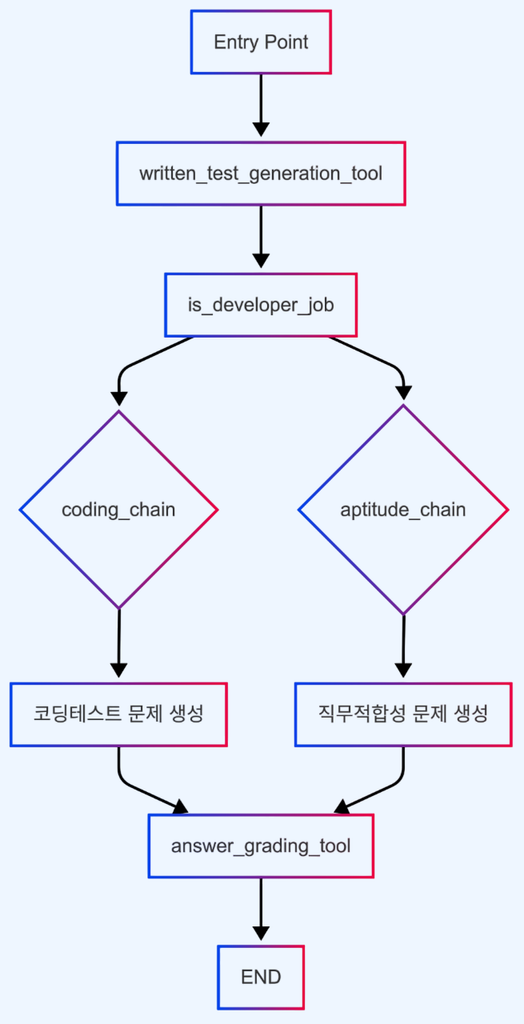 Entry Point
written_test_generation_tool
is_developer_job
coding_chain
aptitude_chain
코딩테스트 문제 생성
직무적합성 문제 생성
answer_grading_tool
END